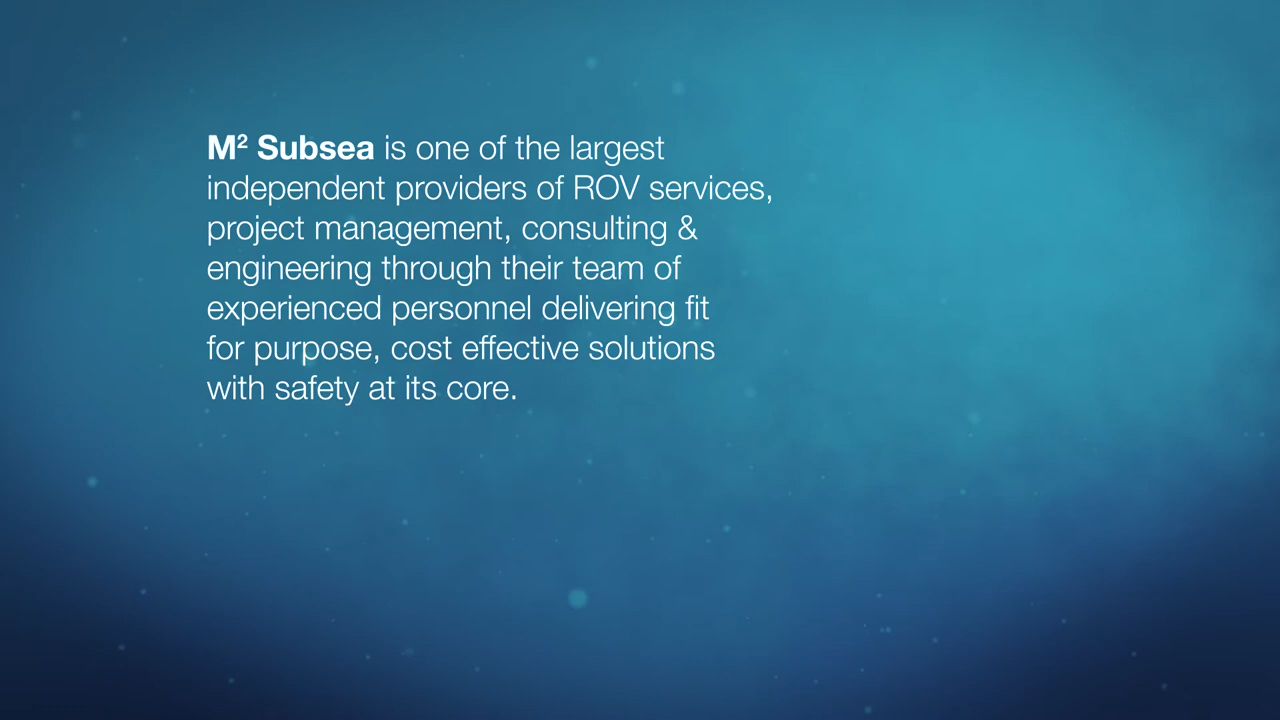 M² Subsea is one of the largest
independent providers of ROV services,
project management, consulting &
engineering through their team of
experienced personnel delivering fit
for purpose, cost effective solutions
with safety at its core.